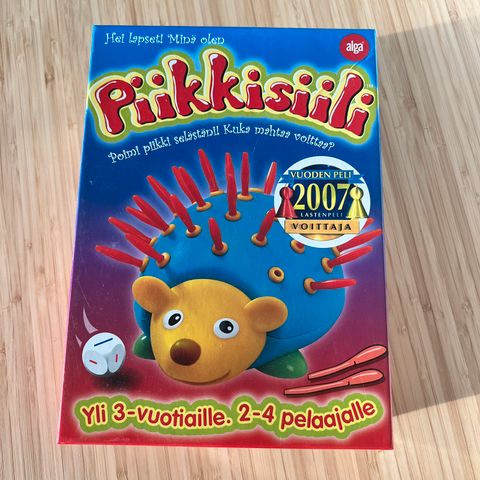 Hei lapset! Minä olen
alga
Piikkisiili
Poimi piikki selästäni! Kuka mahtaa voittaa?
VUODEN PELI
2007
LASTENPELI
VOITTAJA
Yli 3-vuotiaille. 2-4 pelaajalle